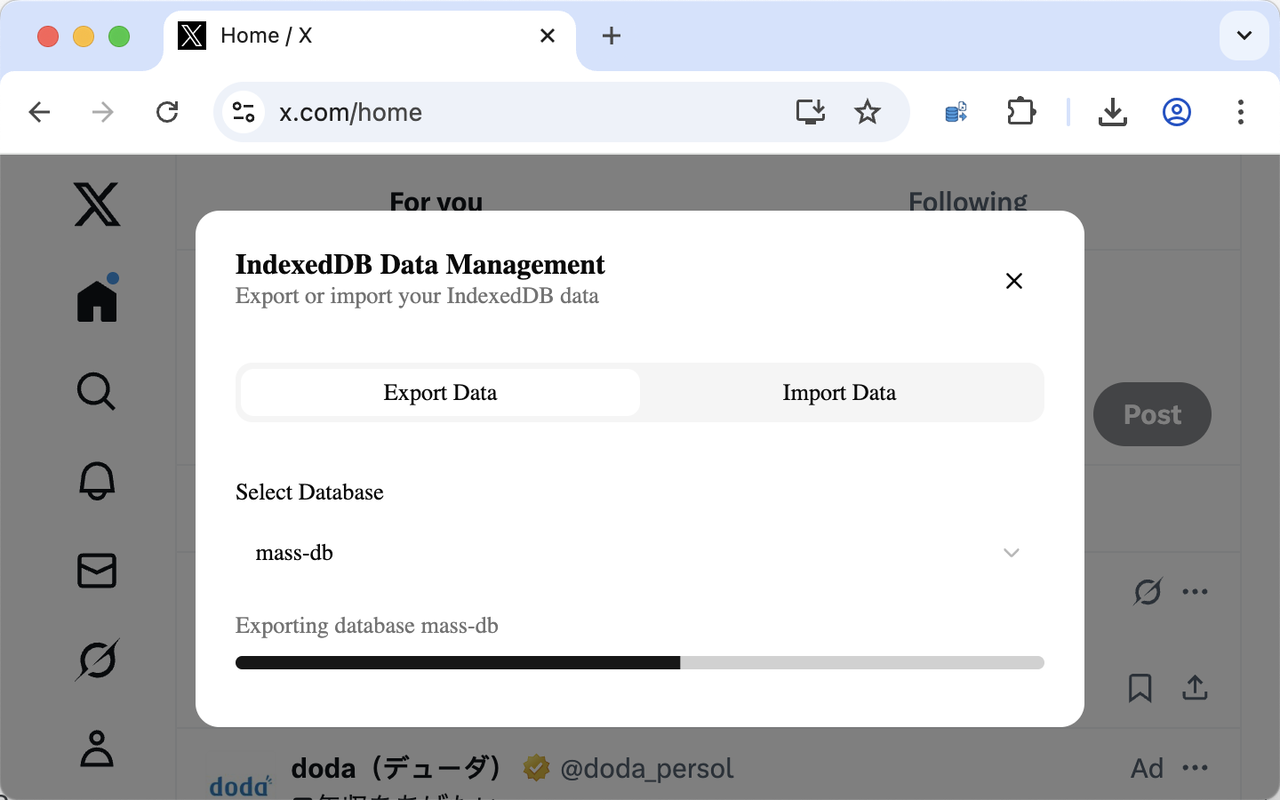 Home / X
x.com/home
For you
Following
IndexedDB Data Management
Export or import your IndexedDB data
Export Data
Import Data
Post
Select Database
mass-db
Exporting database mass-db
doda（デューダ） @doda_persol
Ad
doda